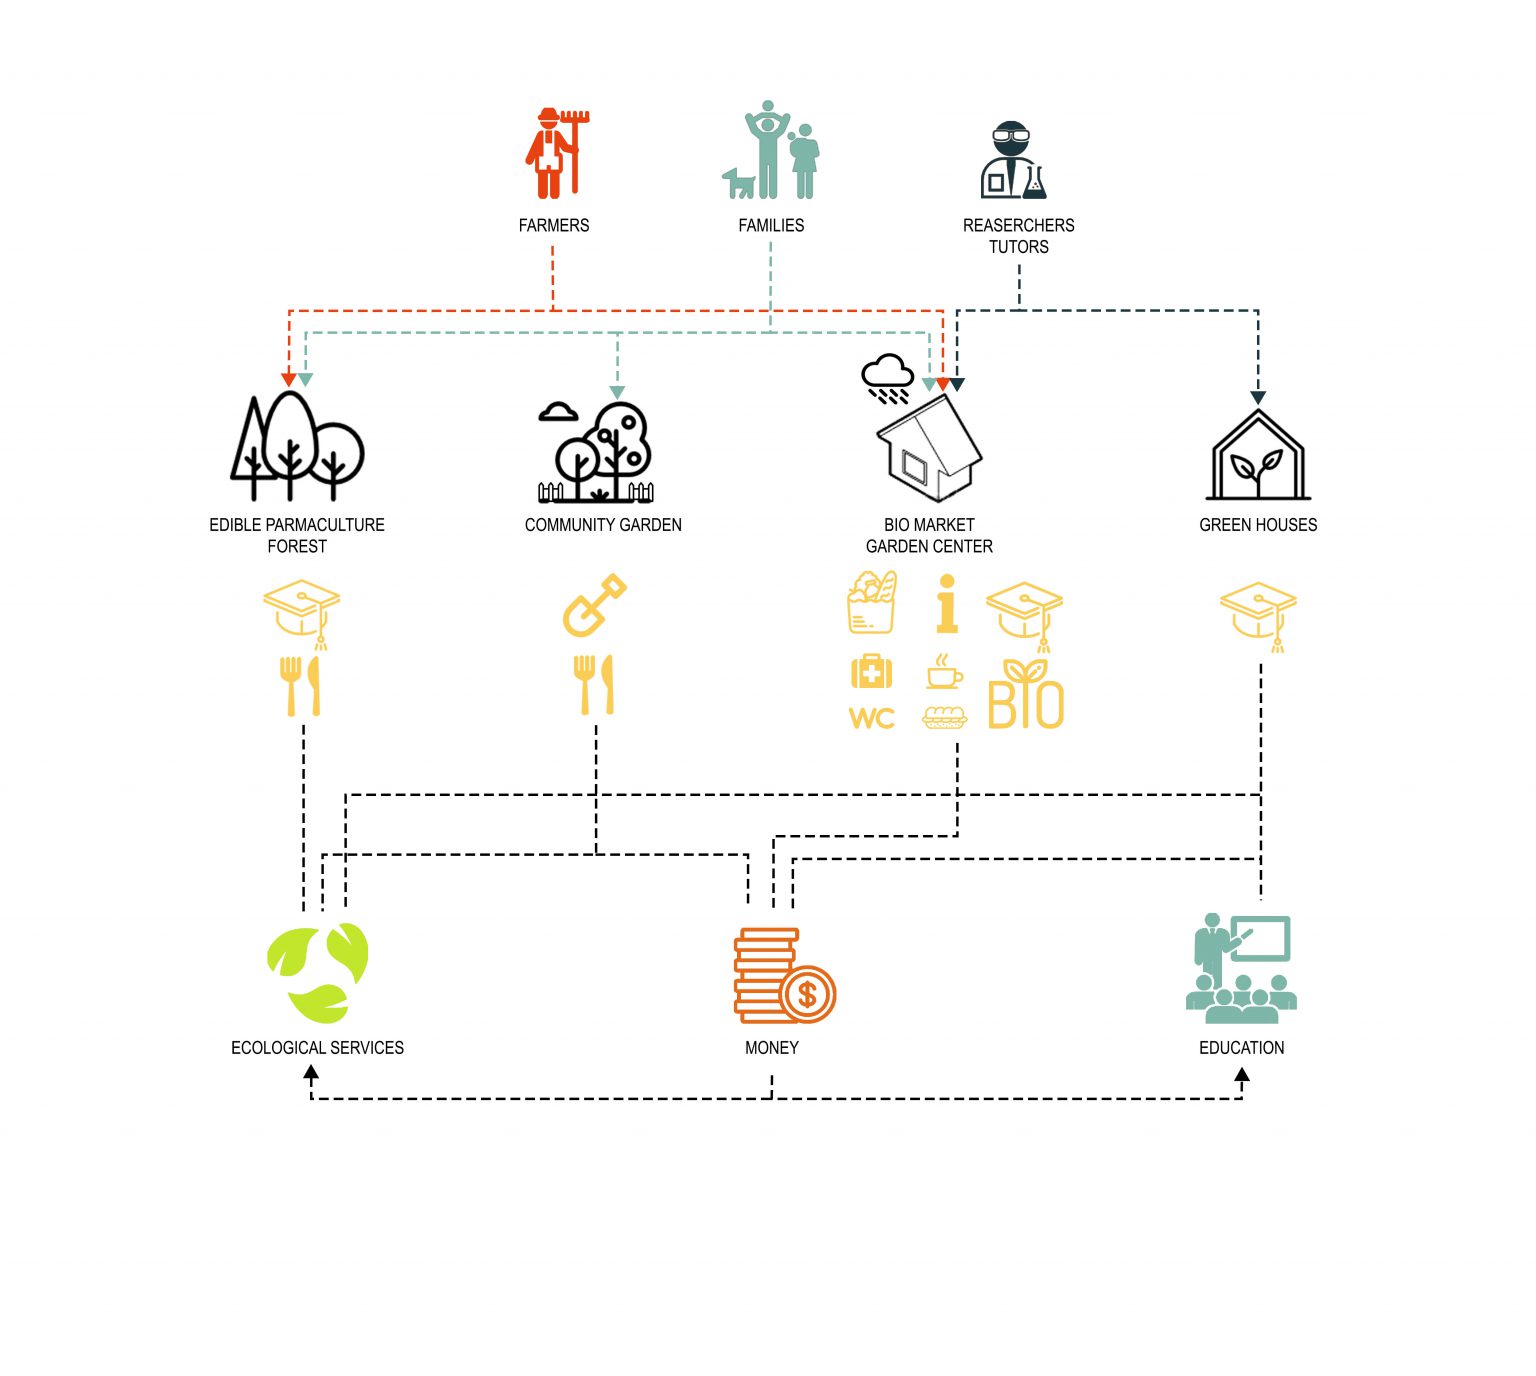 FARMERS
FAMILIES
REASERCHERS
TUTORS
EDIBLE PARMACULTURE
FOREST
COMMUNITY GARDEN
BIO MARKET
GARDEN CENTER
GREEN HOUSES
i
WC
BIO
$
ECOLOGICAL SERVICES
MONEY
EDUCATION